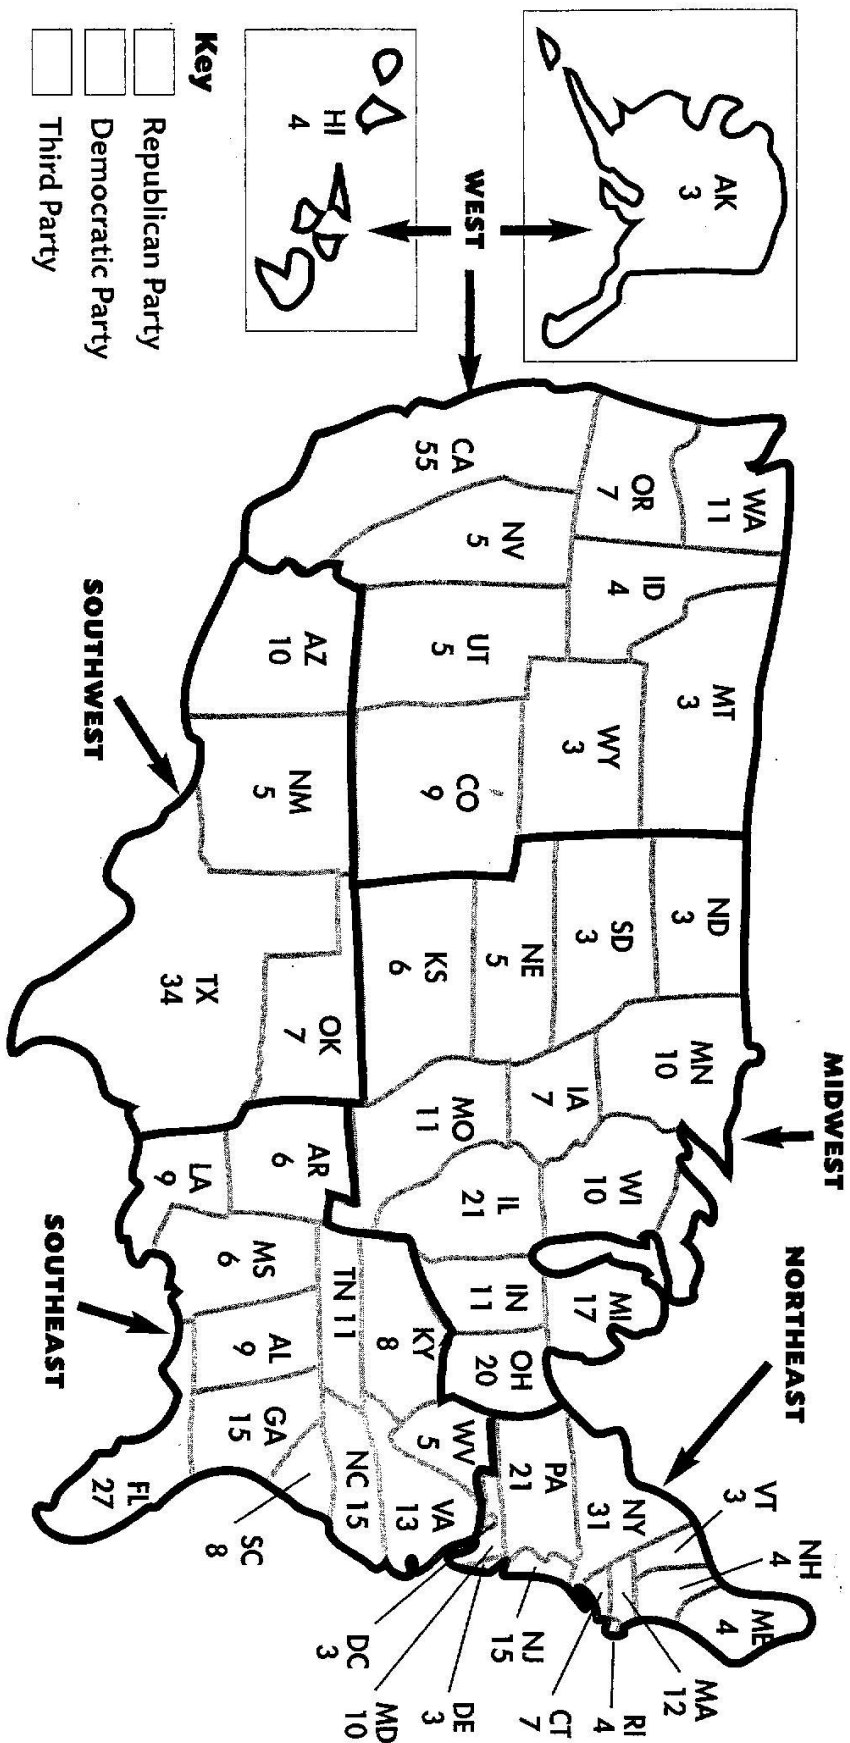 MIDWEST
NORTHEAST
WEST
SOUTHWEST
SOUTHEAST
AK
3
HI
4
WA
11
OR
7
CA
55
NV
5
ID
4
MT
3
WY
3
UT
5
CO
9
AZ
10
NM
5
ND
3
SD
3
NE
5
KS
6
OK
7
TX
34
MN
10
IA
7
MO
11
WI
10
IL
21
MI
17
IN
11
OH
20
AR
6
LA
9
MS
6
AL
9
TN 11
KY
8
GA
15
FL
27
SC
8
NC 15
VA
13
WV
5
PA
21
NY
31
VT
3
NH
4
ME
4
MA
12
RI
4
CT
7
NJ
15
DE
3
MD
10
DC
3
Key
Republican Party
Democratic Party
Third Party